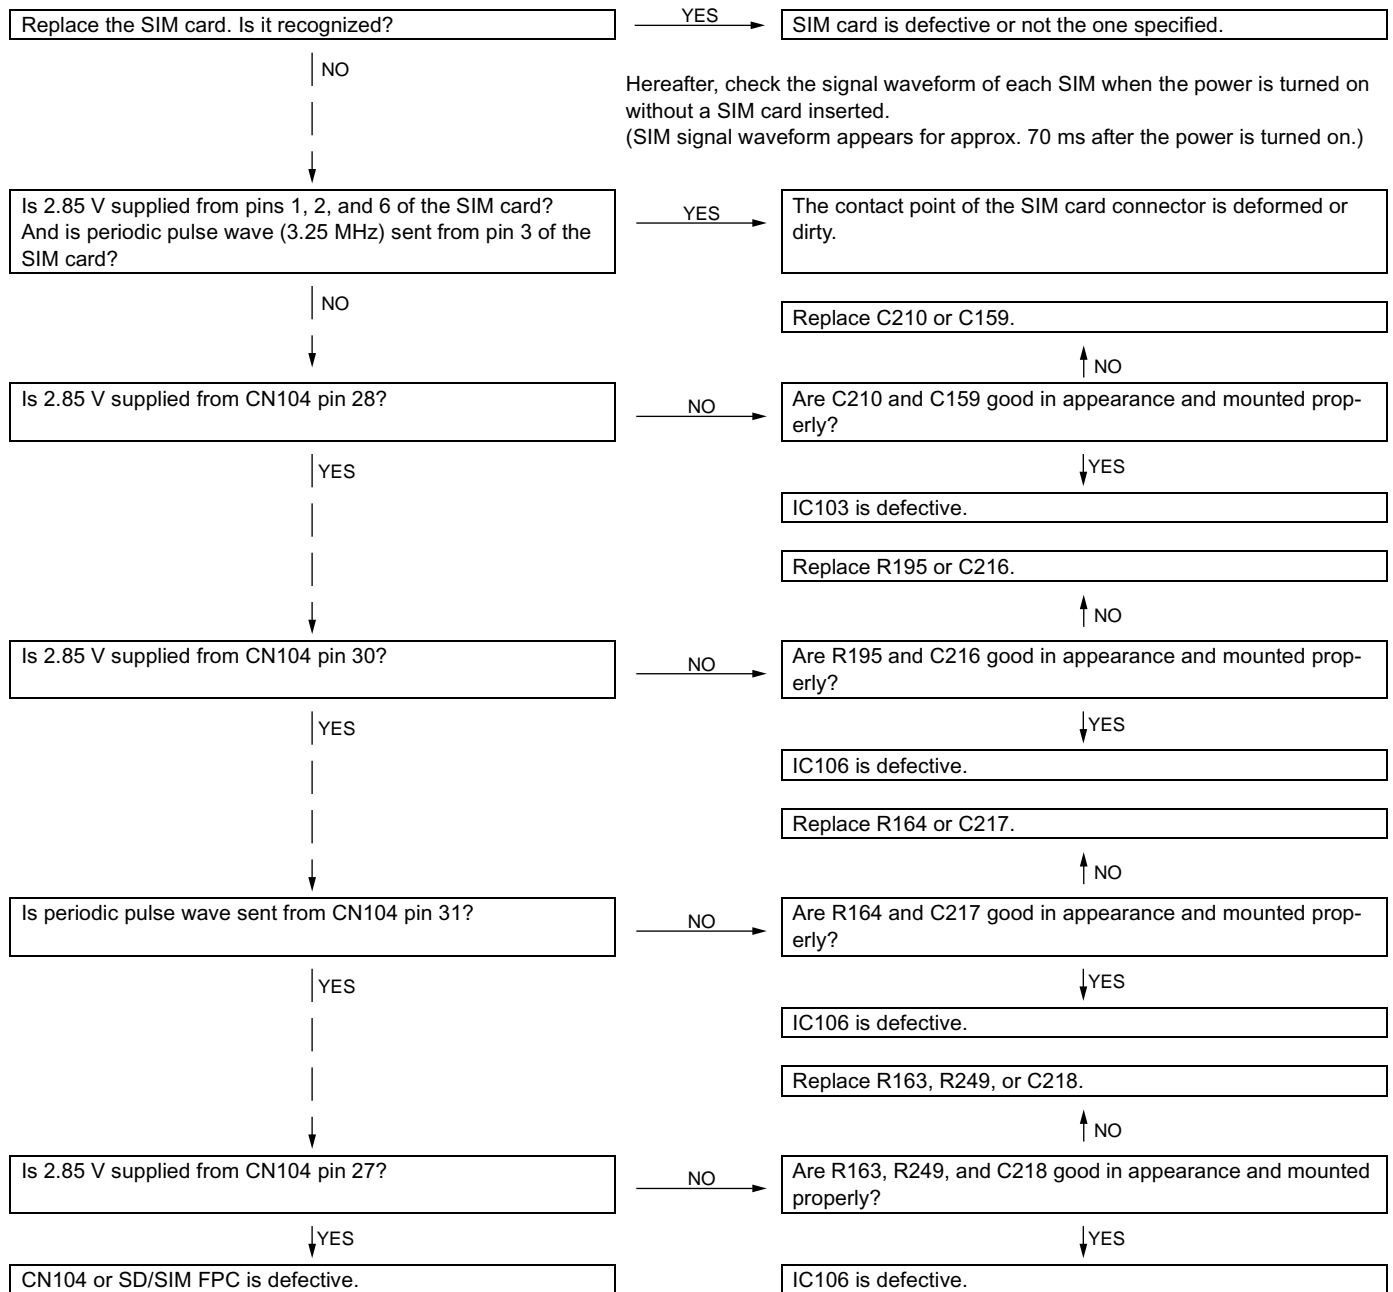 Replace the SIM card. Is it recognized?
YES
SIM card is defective or not the one specified.
NO
Hereafter, check the signal waveform of each SIM when the power is turned on
without a SIM card inserted.
(SIM signal waveform appears for approx. 70 ms after the power is turned on.)
Is 2.85 V supplied from pins 1, 2, and 6 of the SIM card?
And is periodic pulse wave (3.25 MHz) sent from pin 3 of the
SIM card?
YES
The contact point of the SIM card connector is deformed or
dirty.
NO
Replace C210 or C159.
NO
Is 2.85 V supplied from CN104 pin 28?
NO
Are C210 and C159 good in appearance and mounted prop-
erly?
YES
YES
IC103 is defective.
Replace R195 or C216.
NO
Is 2.85 V supplied from CN104 pin 30?
NO
Are R195 and C216 good in appearance and mounted prop-
erly?
YES
YES
IC106 is defective.
Replace R164 or C217.
NO
Is periodic pulse wave sent from CN104 pin 31?
NO
Are R164 and C217 good in appearance and mounted prop-
erly?
YES
YES
IC106 is defective.
Replace R163, R249, or C218.
NO
Is 2.85 V supplied from CN104 pin 27?
NO
Are R163, R249, and C218 good in appearance and mounted
properly?
YES
YES
CN104 or SD/SIM FPC is defective.
IC106 is defective.